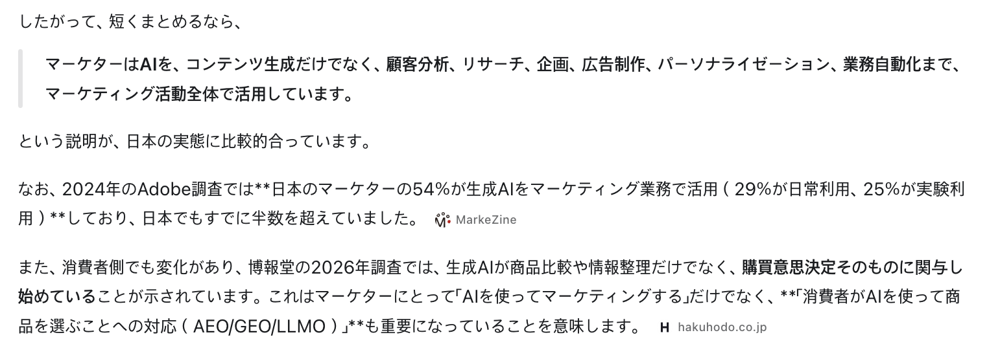 したがって、短くまとめるなら、
マーケターはAIを、コンテンツ生成だけでなく、顧客分析、リサーチ、企画、広告制作、パーソナライゼーション、業務自動化まで、
マーケティング活動全体で活用しています。
という説明が、日本の実態に比較的合っています。
なお、2024年のAdobe調査では**日本のマーケターの54%が生成AIをマーケティング業務で活用（29%が日常利用、25%が実験利
用）**しており、日本でもすでに半数を超えていました。 MarkeZine
また、消費者側でも変化があり、博報堂の2026年調査では、生成AIが商品比較や情報整理だけでなく、購買意思決定そのものに関与し
始めていることが示されています。これはマーケターにとって「AIを使ってマーケティングする」だけでなく、**「消費者がAIを使って商
品を選ぶことへの対応（AEO/GEO/LLMO）」**も重要になっていることを意味します。 H hakuhodo.co.jp